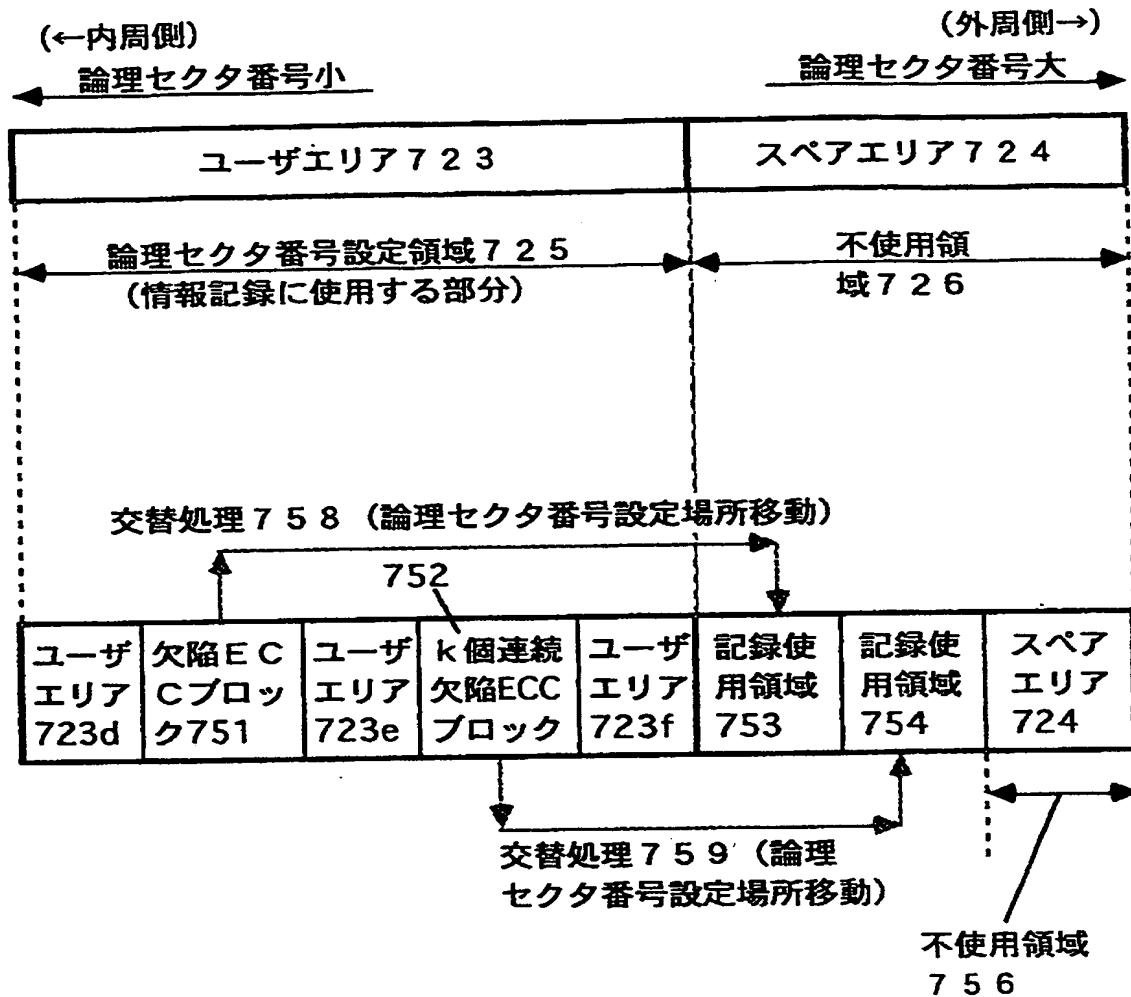 (←内周側)
(外周側→)
論理セクタ番号小
論理セクタ番号大
ユーザエリア723
スペアエリア724
論理セクタ番号設定領域725
(情報記録に使用する部分)
不使用領
域726
交替処理758 (論理セクタ番号設定場所移動)
752
ユーザ
エリア
723d
欠陥EC
Cブロッ
ク751
ユーザ
エリア
723e
k個連続
欠陥ECC
ブロック
ユーザ
エリア
723f
記録使
用領域
753
記録使
用領域
754
スペア
エリア
724
交替処理759 (論理
セクタ番号設定場所移動)
不使用領域
756